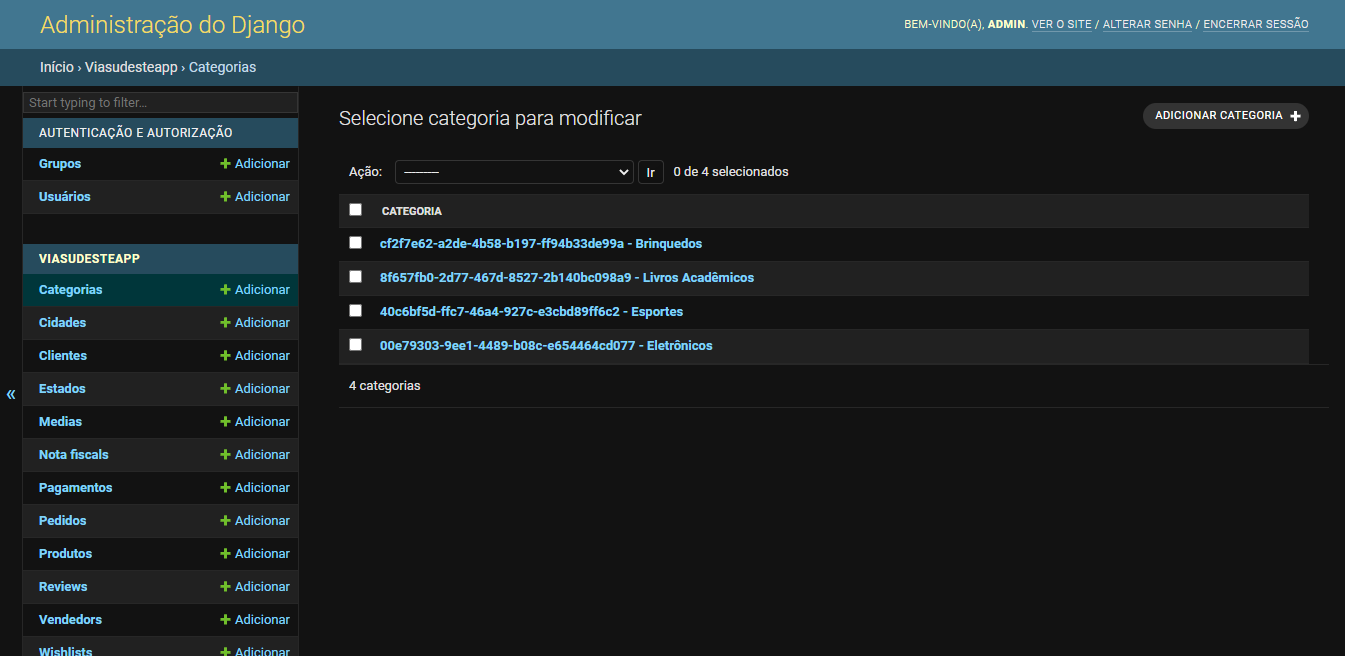 Administração do Django
BEM-VINDO(A), ADMIN. VER O SITE / ALTERAR SENHA / ENCERRAR SESSÃO
Início › Viasudesteapp › Categorias
Start typing to filter...
AUTENTICAÇÃO E AUTORIZAÇÃO
Grupos Adicionar
Usuários Adicionar
VIASUDESTEAPP
Categorias Adicionar
Cidades Adicionar
Clientes Adicionar
Estados Adicionar
Medias Adicionar
Nota fiscals Adicionar
Pagamentos Adicionar
Pedidos Adicionar
Produtos Adicionar
Reviews Adicionar
Vendedors Adicionar
Wishlists Adicionar
«
Selecione categoria para modificar
ADICIONAR CATEGORIA
Ação: --------- Ir 0 de 4 selecionados
CATEGORIA
cf2f7e62-a2de-4b58-b197-ff94b33de99a - Brinquedos
8f657fb0-2d77-467d-8527-2b140bc098a9 - Livros Acadêmicos
40c6bf5d-ffc7-46a4-927c-e3cbd89ff6c2 - Esportes
00e79303-9ee1-4489-b08c-e654464cd077 - Eletrônicos
4 categorias